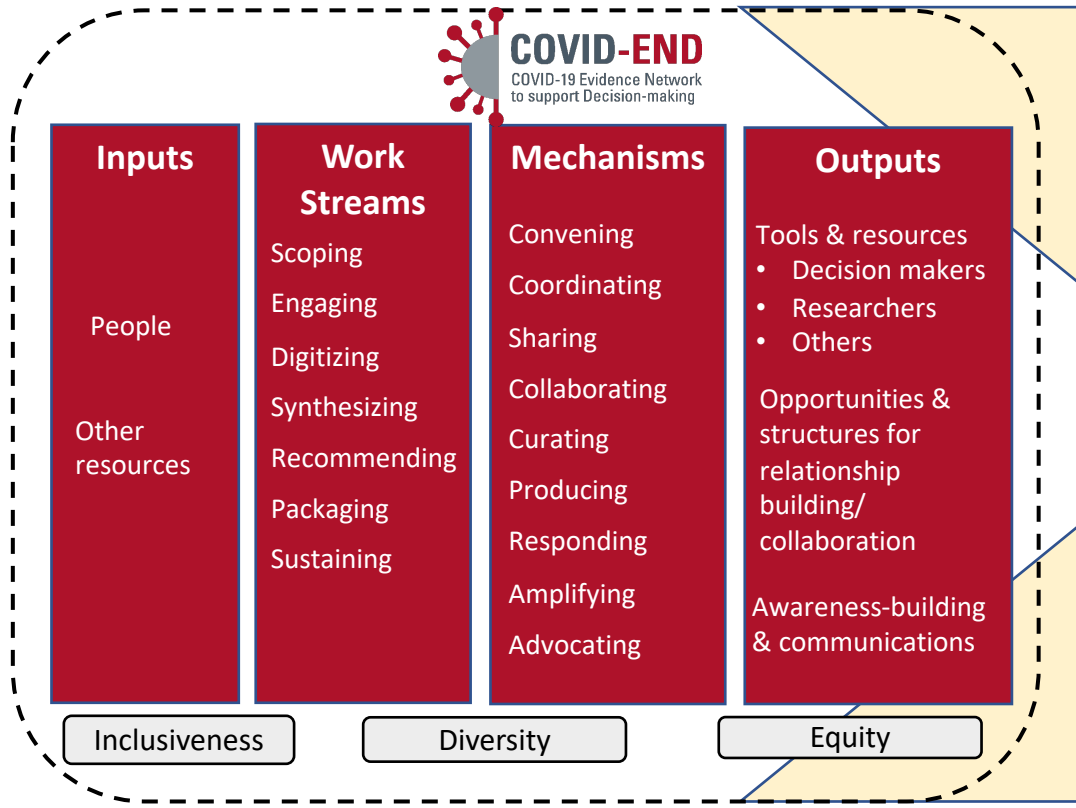 COVID-END
COVID-19 Evidence Network
to support Decision-making
Inputs
People
Other
resources
Work
Streams
Scoping
Engaging
Digitizing
Synthesizing
Recommending
Packaging
Sustaining
Mechanisms
Convening
Coordinating
Sharing
Collaborating
Curating
Producing
Responding
Amplifying
Advocating
Outputs
Tools & resources
• Decision makers
• Researchers
• Others
Opportunities &
structures for
relationship
building/
collaboration
Awareness-building
& communications
Inclusiveness
Diversity
Equity